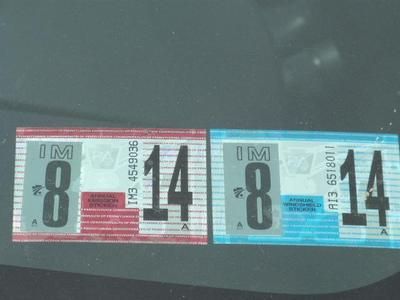 IM
8
A
ANNUAL
EMISSION
STICKER
IM3 4549036
14
A
IM
8
A
ANNUAL
WINDSHIELD
STICKER
AI3 6518011
14
A